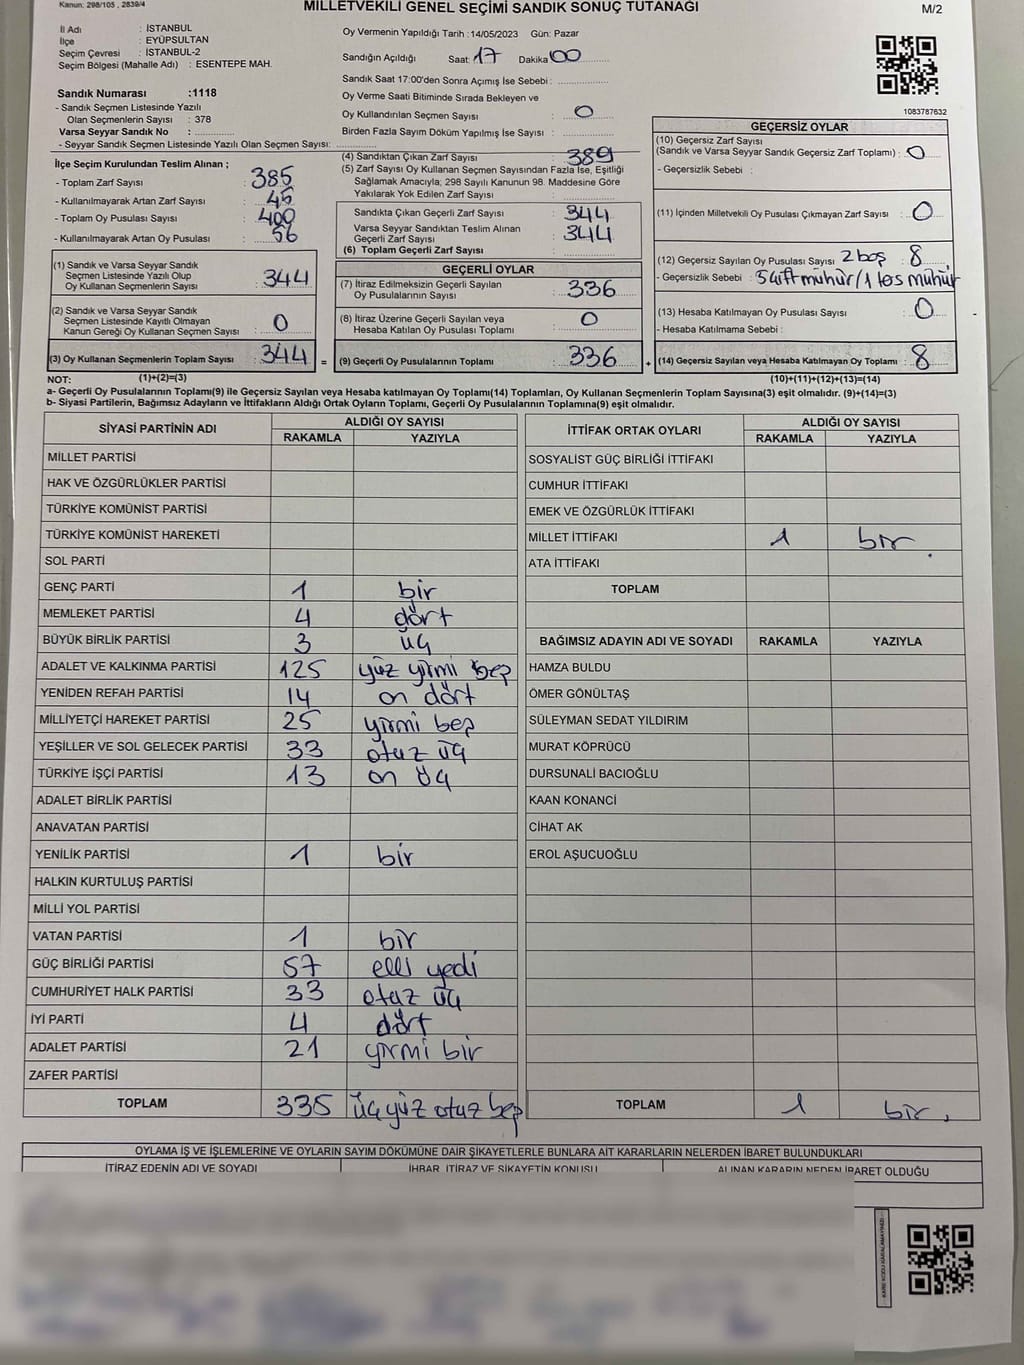 Kanun: 298/105 , 2839/4
MİLLETVEKİLİ GENEL SEÇİMİ SANDIK SONUÇ TUTANAĞI
M/2
İl Adı : İSTANBUL
İlçe : EYÜPSULTAN
Seçim Çevresi : İSTANBUL-2
Seçim Bölgesi (Mahalle Adı) : ESENTEPE MAH.
Sandık Numarası :1118
- Sandık Seçmen Listesinde Yazılı
Olan Seçmenlerin Sayısı : 378
Varsa Seyyar Sandık No :
- Seyyar Sandık Seçmen Listesinde Yazılı Olan Seçmen Sayısı:
Oy Vermenin Yapıldığı Tarih :14/05/2023 Gün: Pazar
Sandığın Açıldığı Saat: 17 Dakika 00
Sandık Saat 17:00'den Sonra Açımış İse Sebebi :
Oy Verme Saati Bitiminde Sırada Bekleyen ve
Oy Kullandırılan Seçmen Sayısı : 0
Birden Fazla Sayım Döküm Yapılmış İse Sayısı :
1083787632
İlçe Seçim Kurulundan Teslim Alınan ;
- Toplam Zarf Sayısı : 385
- Kullanılmayarak Artan Zarf Sayısı : 45
- Toplam Oy Pusulası Sayısı : 400
- Kullanılmayarak Artan Oy Pusulası : 56
(4) Sandıktan Çıkan Zarf Sayısı : 389
(5) Zarf Sayısı Oy Kullanan Seçmen Sayısından Fazla İse, Eşitliği
Sağlamak Amacıyla; 298 Sayılı Kanunun 98. Maddesine Göre
Yakılarak Yok Edilen Zarf Sayısı :
Sandıkta Çıkan Geçerli Zarf Sayısı : 344
Varsa Seyyar Sandıktan Teslim Alınan
Geçerli Zarf Sayısı : 344
(6) Toplam Geçerli Zarf Sayısı
GEÇERSİZ OYLAR
(10) Geçersiz Zarf Sayısı
(Sandık ve Varsa Seyyar Sandık Geçersiz Zarf Toplamı) : 0
- Geçersizlik Sebebi :
(11) İçinden Milletvekili Oy Pusulası Çıkmayan Zarf Sayısı : 0
(12) Geçersiz Sayılan Oy Pusulası Sayısı 2 boş : 8
- Geçersizlik Sebebi : 5 çift mühür/1 ters mühür
(13) Hesaba Katılmayan Oy Pusulası Sayısı : 0
- Hesaba Katılmama Sebebi :
(14) Geçersiz Sayılan veya Hesaba Katılmayan Oy Toplamı : 8
(10)+(11)+(12)+(13)=(14)
(1) Sandık ve Varsa Seyyar Sandık
Seçmen Listesinde Yazılı Olup
Oy Kullanan Seçmenlerin Sayısı : 344
(2) Sandık ve Varsa Seyyar Sandık
Seçmen Listesinde Kayıtlı Olmayan
Kanun Gereği Oy Kullanan Seçmen Sayısı : 0
(3) Oy Kullanan Seçmenlerin Toplam Sayısı : 344 =
(1)+(2)=(3)
GEÇERLİ OYLAR
(7) İtiraz Edilmeksizin Geçerli Sayılan
Oy Pusulalarının Sayısı : 336
(8) İtiraz Üzerine Geçerli Sayılan veya
Hesaba Katılan Oy Pusulası Toplamı : 0
(9) Geçerli Oy Pusulalarının Toplamı : 336 +
NOT:
a- Geçerli Oy Pusulalarının Toplamı(9) ile Geçersiz Sayılan veya Hesaba katılmayan Oy Toplamı(14) Toplamları, Oy Kullanan Seçmenlerin Toplam Sayısına(3) eşit olmalıdır. (9)+(14)=(3)
b- Siyasi Partilerin, Bağımsız Adayların ve İttifakların Aldığı Ortak Oyların Toplamı, Geçerli Oy Pusulalarının Toplamına(9) eşit olmalıdır.
SİYASİ PARTİNİN ADI ALDIĞI OY SAYISI
RAKAMLA YAZIYLA
MİLLET PARTİSİ
HAK VE ÖZGÜRLÜKLER PARTİSİ
TÜRKİYE KOMÜNİST PARTİSİ
TÜRKİYE KOMÜNİST HAREKETİ
SOL PARTİ
GENÇ PARTİ 1 bir
MEMLEKET PARTİSİ 4 dört
BÜYÜK BİRLİK PARTİSİ 3 üç
ADALET VE KALKINMA PARTİSİ 125 yüz yirmi beş
YENİDEN REFAH PARTİSİ 14 on dört
MİLLİYETÇİ HAREKET PARTİSİ 25 yirmi beş
YEŞİLLER VE SOL GELECEK PARTİSİ 33 otuz üç
TÜRKİYE İŞÇİ PARTİSİ 13 on üç
ADALET BİRLİK PARTİSİ
ANAVATAN PARTİSİ
YENİLİK PARTİSİ 1 bir
HALKIN KURTULUŞ PARTİSİ
MİLLİ YOL PARTİSİ
VATAN PARTİSİ 1 bir
GÜÇ BİRLİĞİ PARTİSİ 57 elli yedi
CUMHURİYET HALK PARTİSİ 33 otuz üç
İYİ PARTİ 4 dört
ADALET PARTİSİ 21 yirmi bir
ZAFER PARTİSİ
TOPLAM 335 üç yüz otuz beş
İTTİFAK ORTAK OYLARI ALDIĞI OY SAYISI
RAKAMLA YAZIYLA
SOSYALİST GÜÇ BİRLİĞİ İTTİFAKI
CUMHUR İTTİFAKI
EMEK VE ÖZGÜRLÜK İTTİFAKI
MİLLET İTTİFAKI 1 bir
ATA İTTİFAKI
TOPLAM
BAĞIMSIZ ADAYIN ADI VE SOYADI RAKAMLA YAZIYLA
HAMZA BULDU
ÖMER GÖNÜLTAŞ
SÜLEYMAN SEDAT YILDIRIM
MURAT KÖPRÜCÜ
DURSUNALİ BACIOĞLU
KAAN KONANCİ
CİHAT AK
EROL AŞUCUOĞLU
TOPLAM 1 bir
OYLAMA İŞ VE İŞLEMLERİNE VE OYLARIN SAYIM DÖKÜMÜNE DAİR ŞİKAYETLERLE BUNLARA AİT KARARLARIN NELERDEN İBARET BULUNDUKLARI
İTİRAZ EDENİN ADI VE SOYADI İHBAR, İTİRAZ VE ŞİKAYETİN KONUSU ALINAN KARARIN NEDEN İBARET OLDUĞU